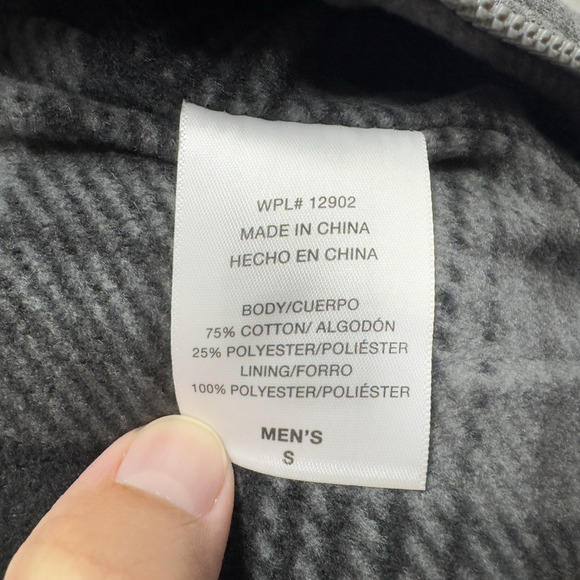 WPL# 12902
MADE IN CHINA
HECHO EN CHINA
BODY/CUERPO
75% COTTON/ ALGODÓN
25% POLYESTER/POLIÉSTER
LINING/FORRO
100% POLYESTER/POLIÉSTER
MEN'S
S